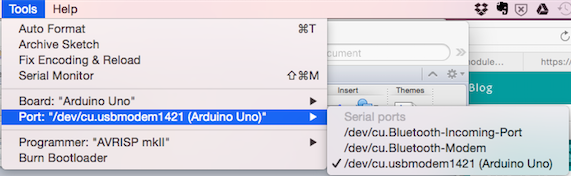 Tools Help
Auto Format ⌘T
Archive Sketch
Fix Encoding & Reload
Serial Monitor ⇧⌘M
Board: "Arduino Uno" ▶
Port: "/dev/cu.usbmodem1421 (Arduino Uno)" ▶
Programmer: "AVRISP mkII" ▶
Burn Bootloader
Serial ports
/dev/cu.Bluetooth-Incoming-Port
/dev/cu.Bluetooth-Modem
✓ /dev/cu.usbmodem1421 (Arduino Uno)
ocument
Insert Themes
module...
https://
Blog